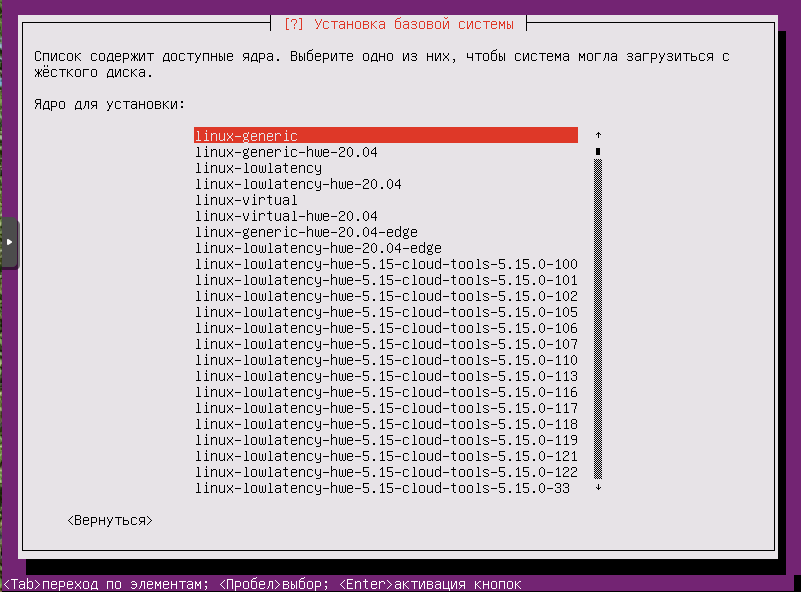 [?] Установка базовой системы
Список содержит доступные ядра. Выберите одно из них, чтобы система могла загрузиться с
жёсткого диска.
Ядро для установки:
linux-generic
linux-generic-hwe-20.04
linux-lowlatency
linux-lowlatency-hwe-20.04
linux-virtual
linux-virtual-hwe-20.04
linux-generic-hwe-20.04-edge
linux-lowlatency-hwe-20.04-edge
linux-lowlatency-hwe-5.15-cloud-tools-5.15.0-100
linux-lowlatency-hwe-5.15-cloud-tools-5.15.0-101
linux-lowlatency-hwe-5.15-cloud-tools-5.15.0-102
linux-lowlatency-hwe-5.15-cloud-tools-5.15.0-105
linux-lowlatency-hwe-5.15-cloud-tools-5.15.0-106
linux-lowlatency-hwe-5.15-cloud-tools-5.15.0-107
linux-lowlatency-hwe-5.15-cloud-tools-5.15.0-110
linux-lowlatency-hwe-5.15-cloud-tools-5.15.0-113
linux-lowlatency-hwe-5.15-cloud-tools-5.15.0-116
linux-lowlatency-hwe-5.15-cloud-tools-5.15.0-117
linux-lowlatency-hwe-5.15-cloud-tools-5.15.0-118
linux-lowlatency-hwe-5.15-cloud-tools-5.15.0-119
linux-lowlatency-hwe-5.15-cloud-tools-5.15.0-121
linux-lowlatency-hwe-5.15-cloud-tools-5.15.0-122
linux-lowlatency-hwe-5.15-cloud-tools-5.15.0-33
<Вернуться>
<Tab>переход по элементам; <Пробел>выбор; <Enter>активация кнопок